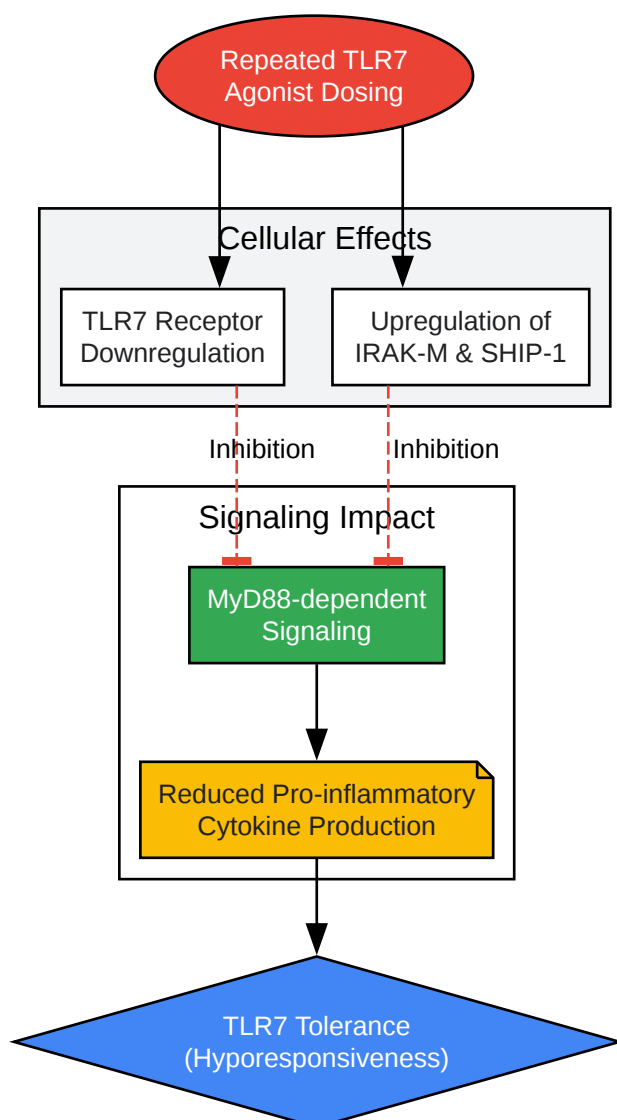 Repeated TLR7
Agonist Dosing
Cellular Effects
TLR7 Receptor
Downregulation
Upregulation of
IRAK-M & SHIP-1
Inhibition
Inhibition
Signaling Impact
MyD88-dependent
Signaling
Reduced Pro-inflammatory
Cytokine Production
TLR7 Tolerance
(Hyporesponsiveness)